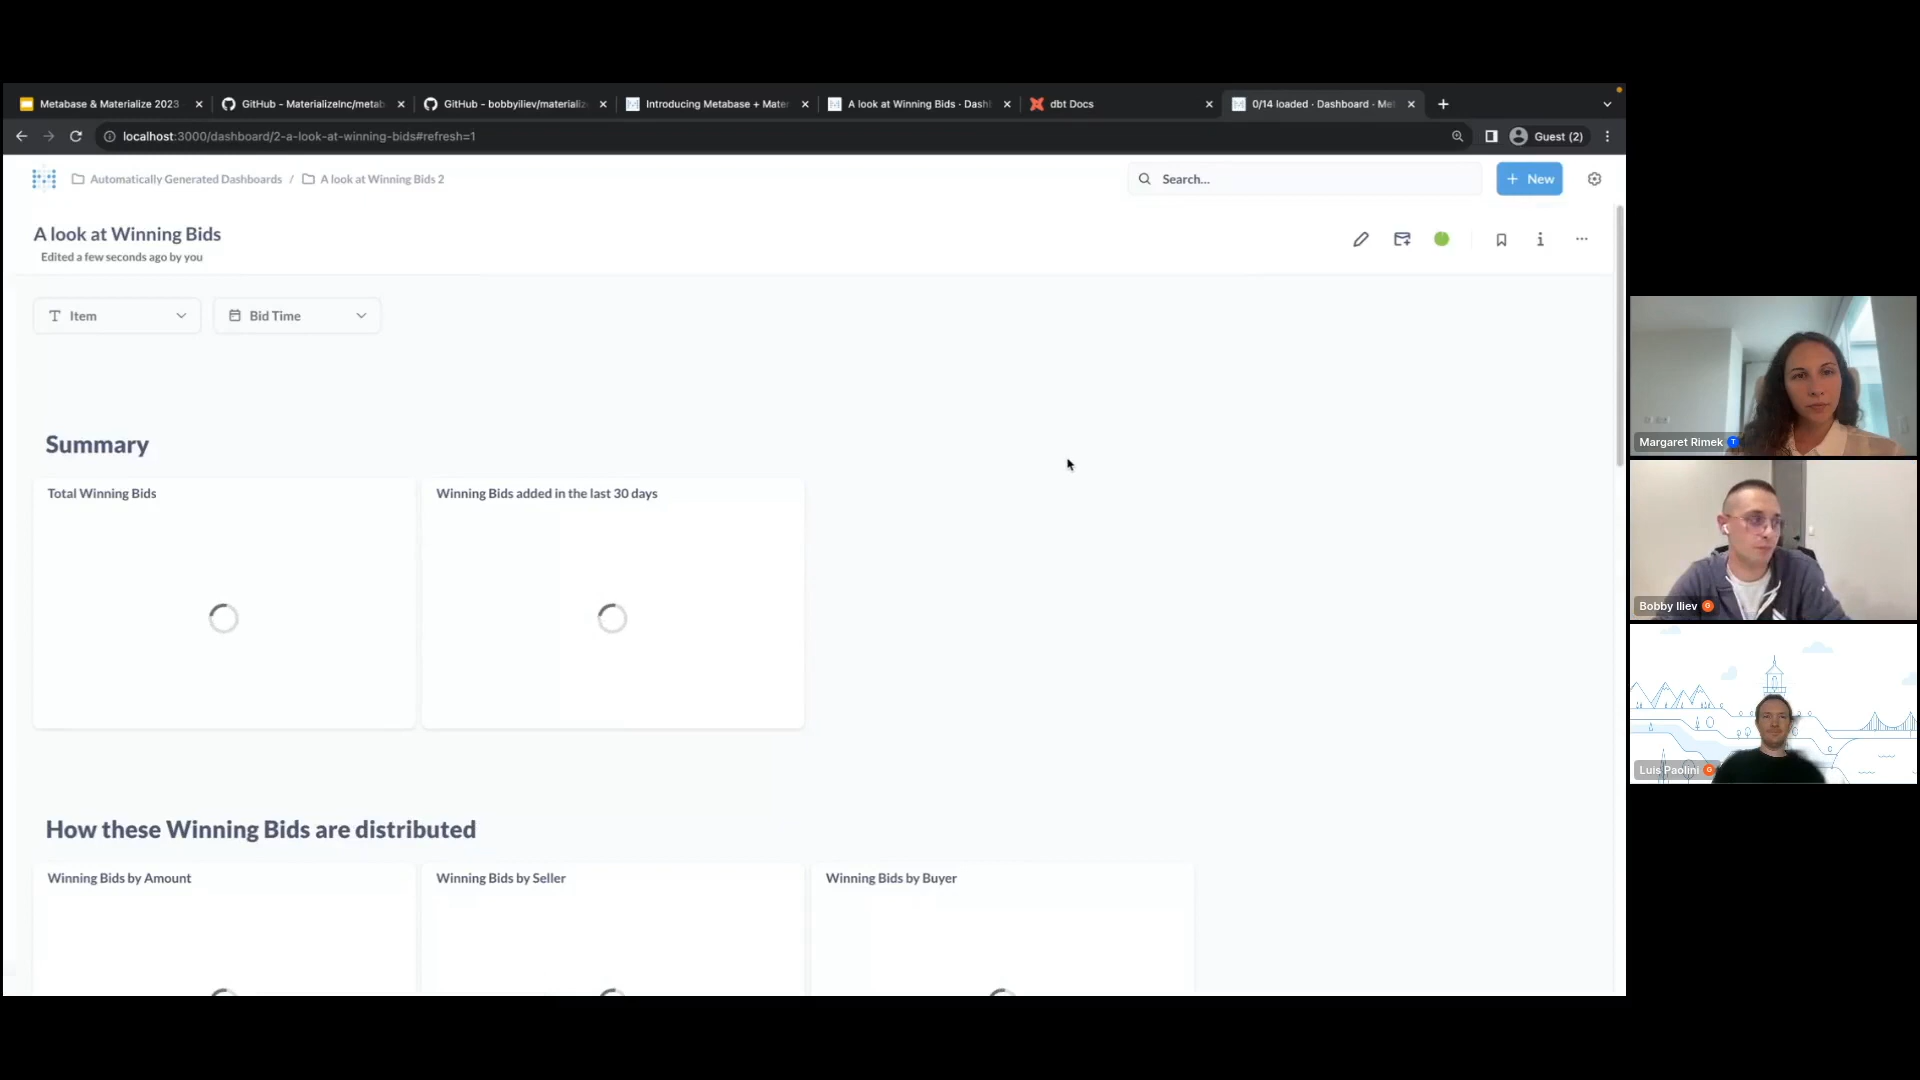 Metabase & Materialize 2023
GitHub - MaterializeInc/metab
GitHub - bobbyiliev/materializ
Introducing Metabase + Mater
A look at Winning Bids · Dash
dbt Docs
0/14 loaded · Dashboard · Me
localhost:3000/dashboard/2-a-look-at-winning-bids#refresh=1
Guest (2)
Automatically Generated Dashboards / A look at Winning Bids 2
Search...
+ New
A look at Winning Bids
Edited a few seconds ago by you
Item
Bid Time
Summary
Total Winning Bids
Winning Bids added in the last 30 days
How these Winning Bids are distributed
Winning Bids by Amount
Winning Bids by Seller
Winning Bids by Buyer
Margaret Rimek
Bobby Iliev
Luis Paolini